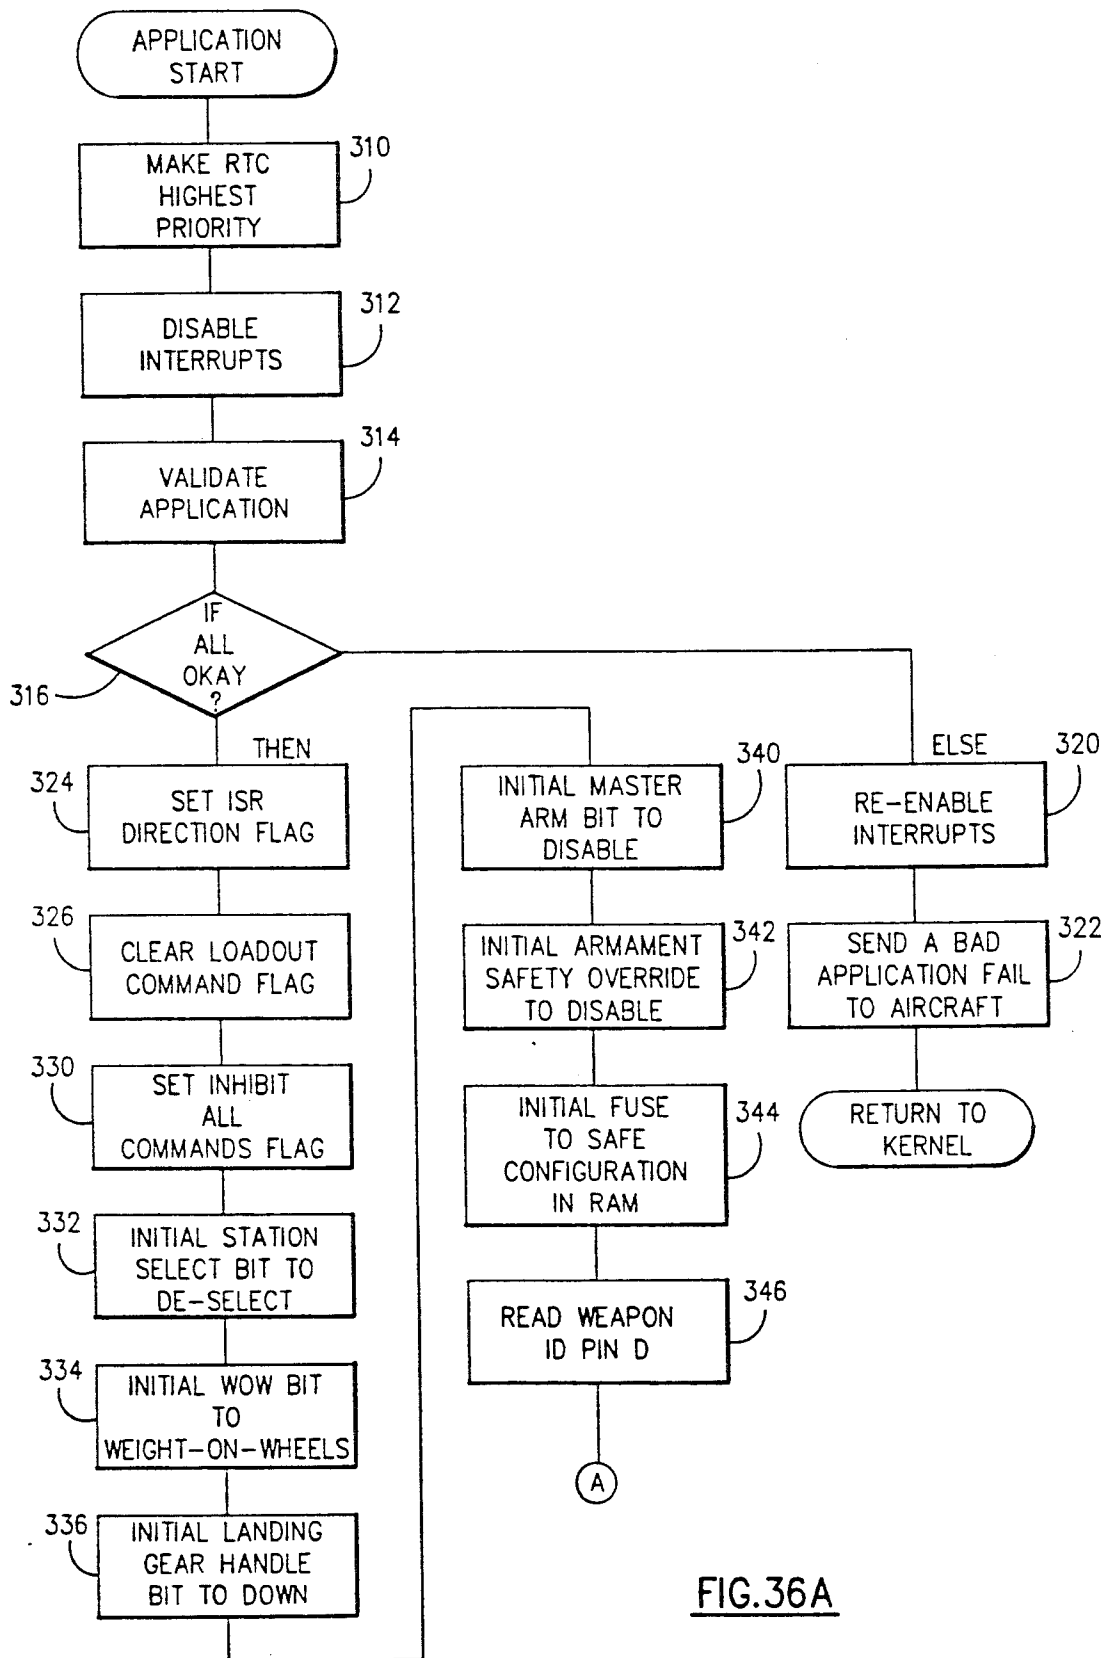 APPLICATION
START
310
MAKE RTC
HIGHEST
PRIORITY
312
DISABLE
INTERRUPTS
314
VALIDATE
APPLICATION
316
IF
ALL
OKAY
?
THEN
324
SET ISR
DIRECTION FLAG
326
CLEAR LOADOUT
COMMAND FLAG
330
SET INHIBIT
ALL
COMMANDS FLAG
332
INITIAL STATION
SELECT BIT TO
DE-SELECT
334
INITIAL WOW BIT
TO
WEIGHT-ON-WHEELS
336
INITIAL LANDING
GEAR HANDLE
BIT TO DOWN
340
INITIAL MASTER
ARM BIT TO
DISABLE
342
INITIAL ARMAMENT
SAFETY OVERRIDE
TO DISABLE
344
INITIAL FUSE
TO SAFE
CONFIGURATION
IN RAM
346
READ WEAPON
ID PIN D
A
ELSE
320
RE-ENABLE
INTERRUPTS
322
SEND A BAD
APPLICATION FAIL
TO AIRCRAFT
RETURN TO
KERNEL
FIG.36A